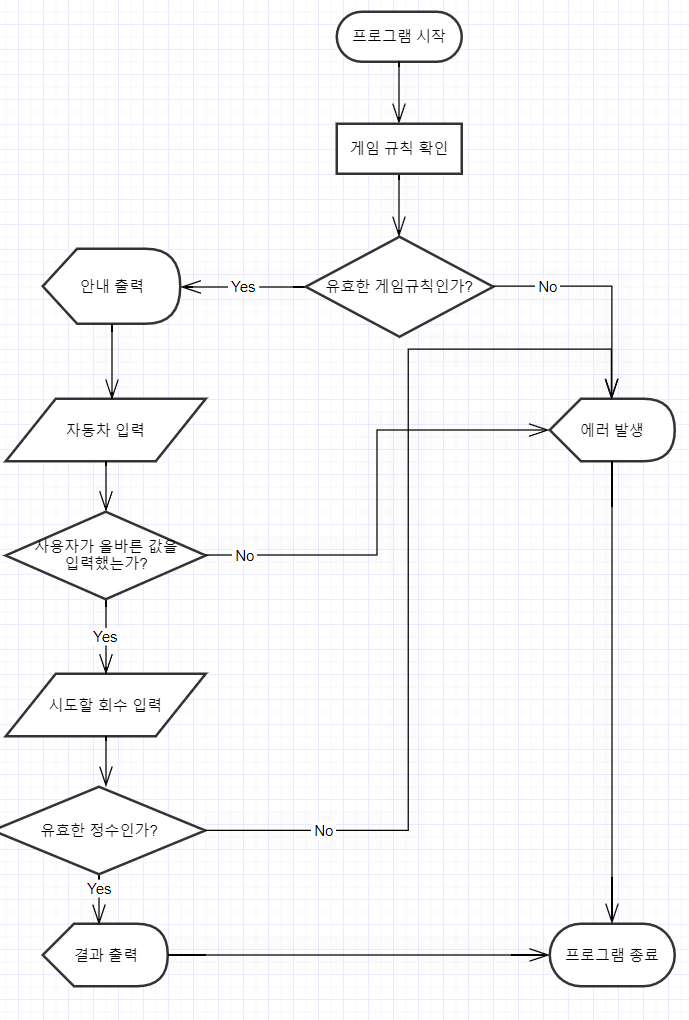 프로그램 시작
게임 규칙 확인
안내 출력
Yes
유효한 게임규칙인가?
No
자동차 입력
에러 발생
사용자가 올바른 값을
입력했는가?
No
Yes
시도할 회수 입력
유효한 정수인가?
No
Yes
결과 출력
프로그램 종료